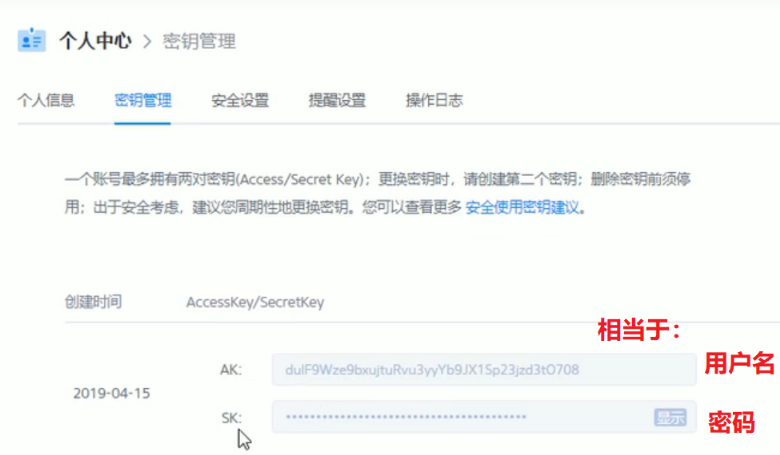 个人中心 > 密钥管理
个人信息 密钥管理 安全设置 提醒设置 操作日志
一个账号最多拥有两对密钥(Access/Secret Key)；更换密钥时，请创建第二个密钥；删除密钥前须停
用；出于安全考虑，建议您周期性地更换密钥。您可以查看更多 安全使用密钥建议。
创建时间 AccessKey/SecretKey
相当于：
AK: dulF9Wze9bxujtuRvu3yyYb9JX1Sp23jzd3tO708 用户名
2019-04-15
SK: •••••••••••••••••••••••••••••••••••••••• 显示 密码